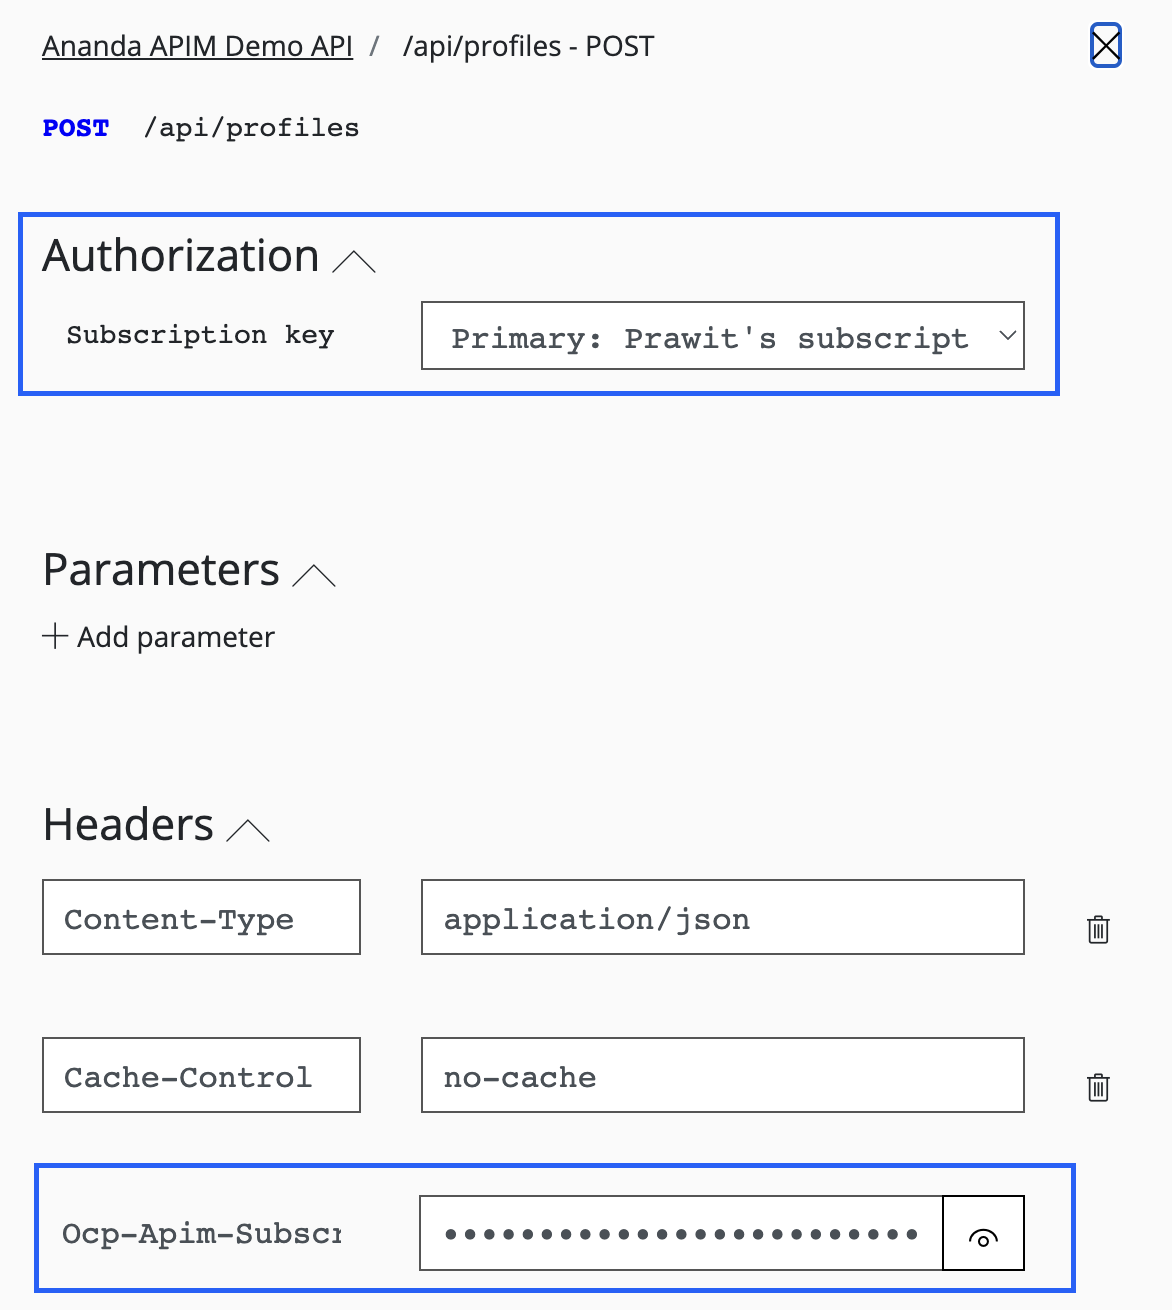 Ananda APIM Demo API / /api/profiles - POST
POST /api/profiles
Authorization
Subscription key Primary: Prawit's subscript
Parameters
Add parameter
Headers
Content-Type application/json
Cache-Control no-cache
Ocp-Apim-Subscr •••••••••••••••••••••••••